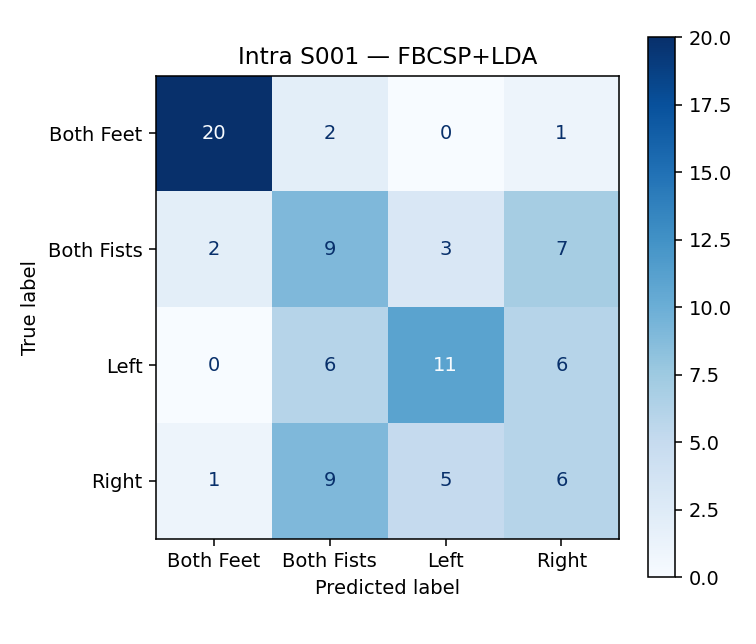 Intra S001 — FBCSP+LDA
True label
Both Feet 20 2 0 1
Both Fists 2 9 3 7
Left 0 6 11 6
Right 1 9 5 6
Both Feet Both Fists Left Right
Predicted label
20.0
17.5
15.0
12.5
10.0
7.5
5.0
2.5
0.0